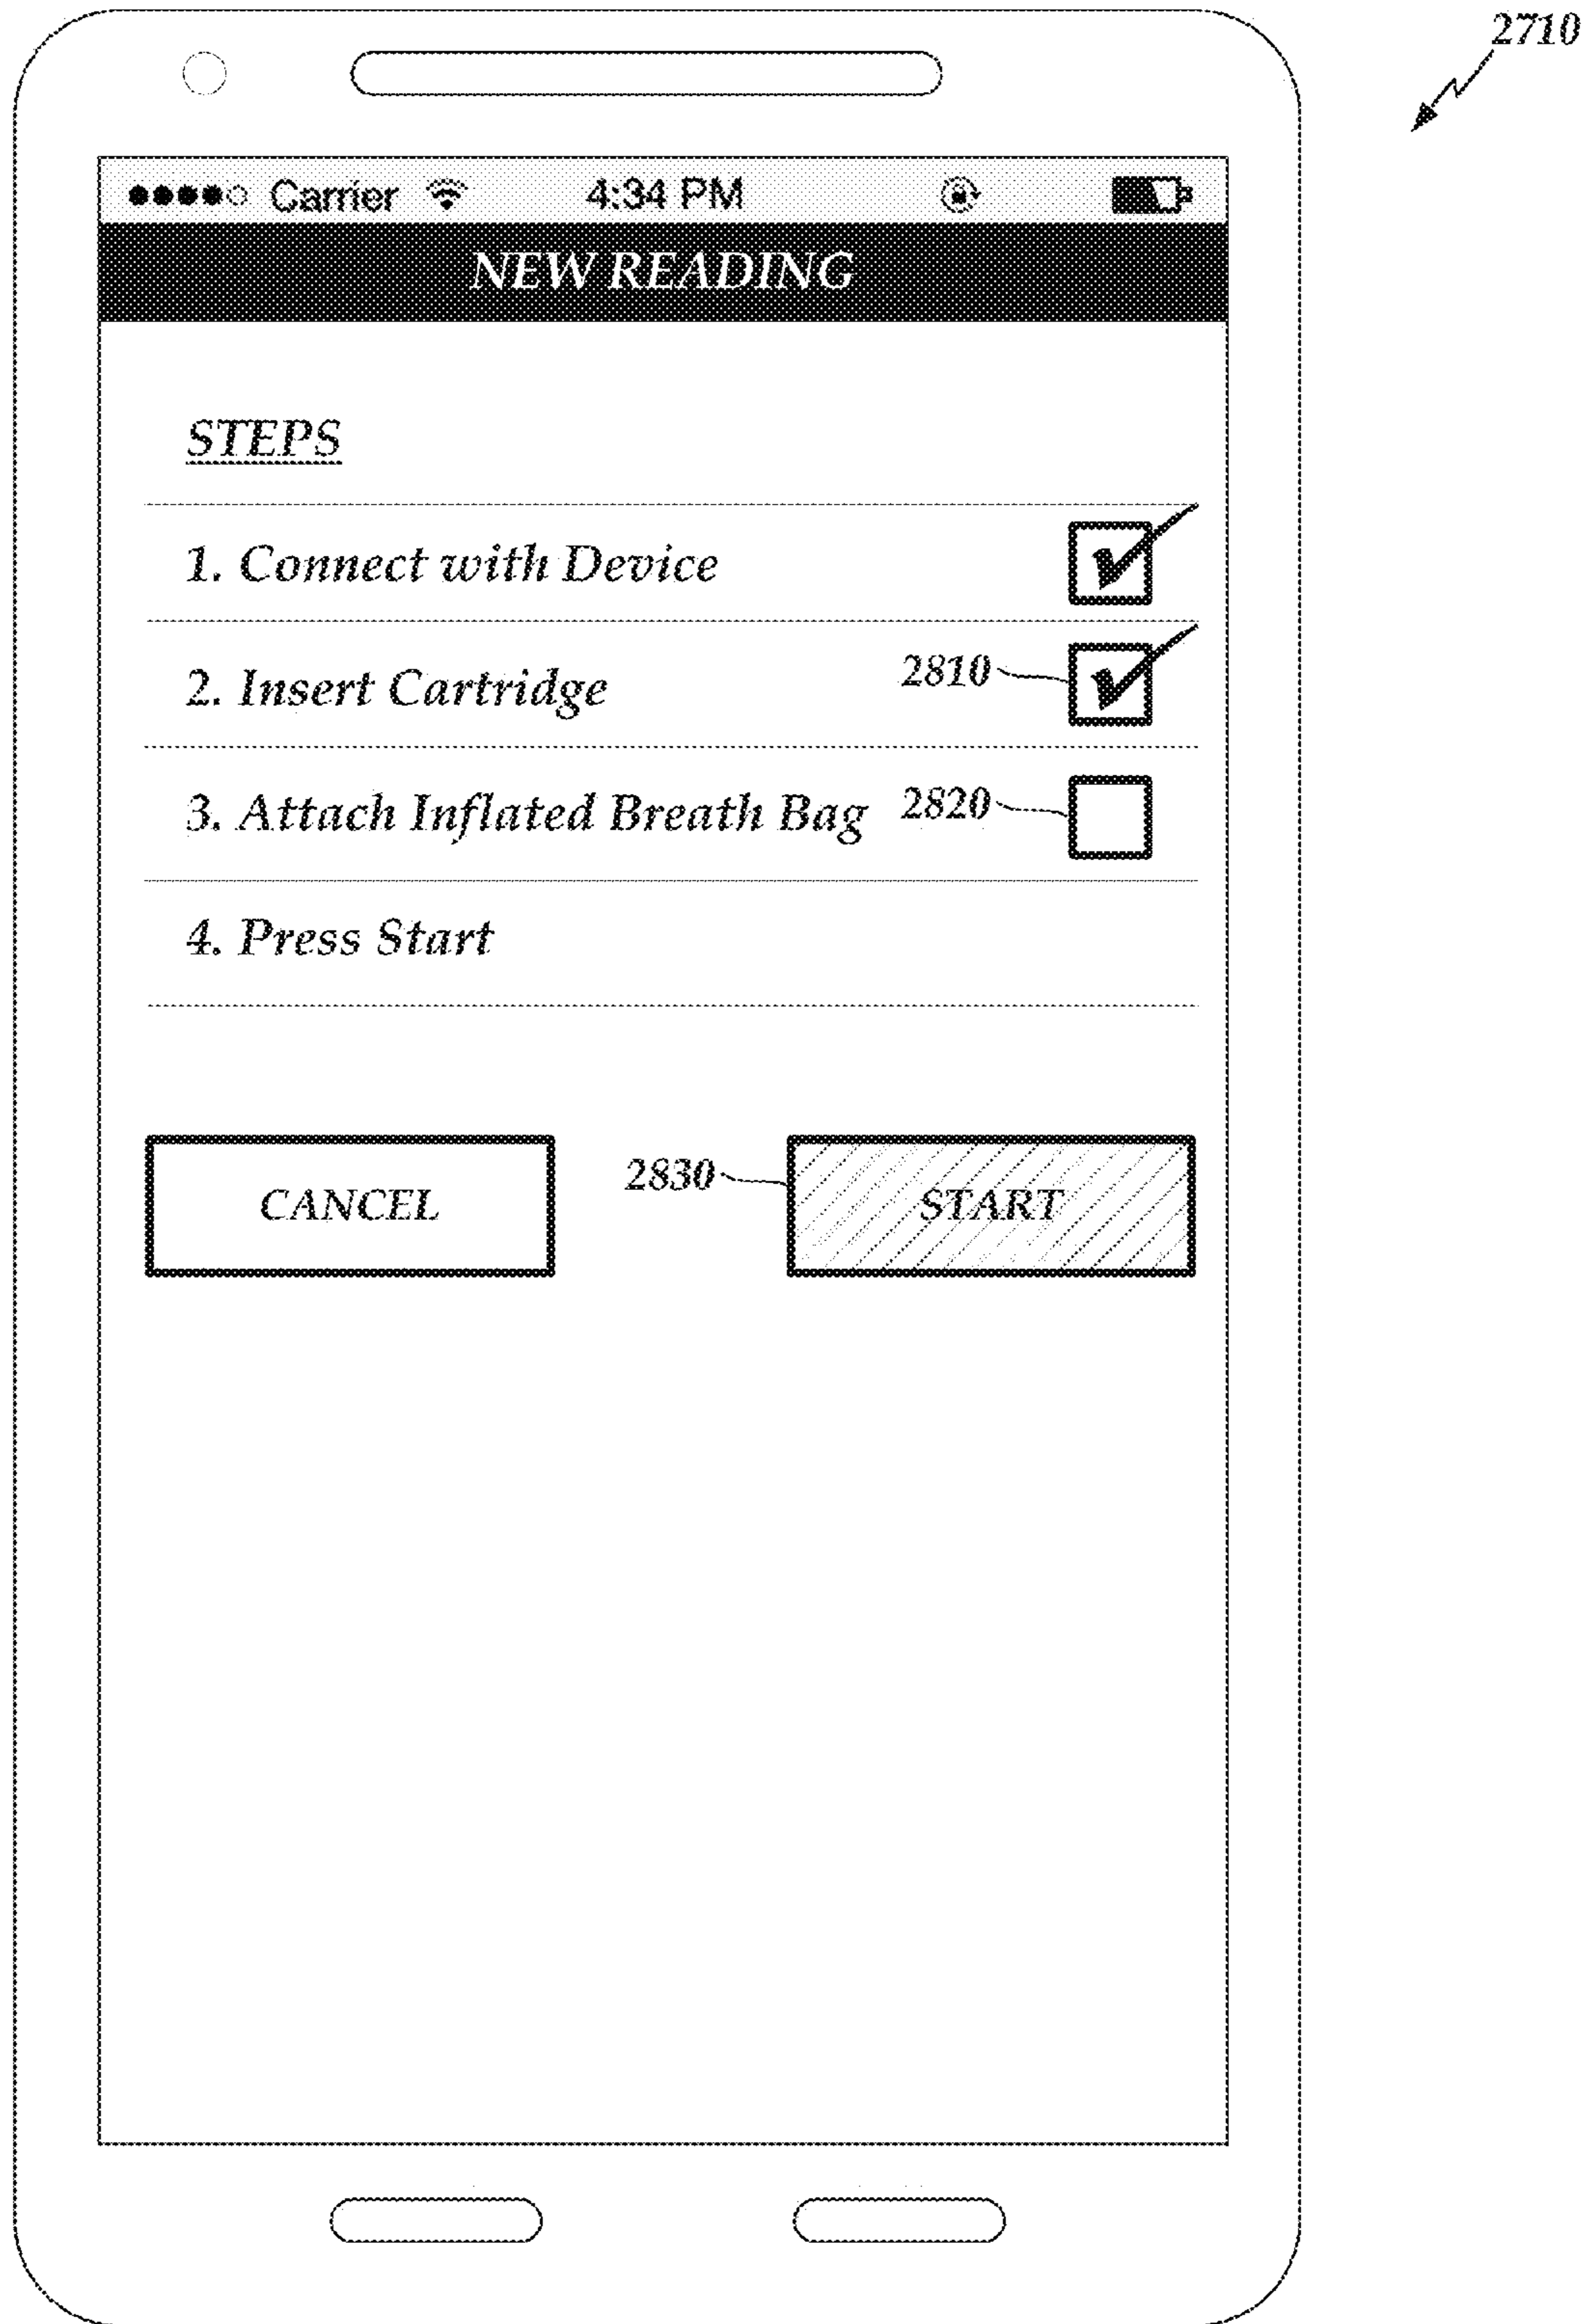 2710
Carrier 4:34 PM
NEW READING
STEPS
1. Connect with Device
2. Insert Cartridge 2810
3. Attach Inflated Breath Bag 2820
4. Press Start
CANCEL 2830 START